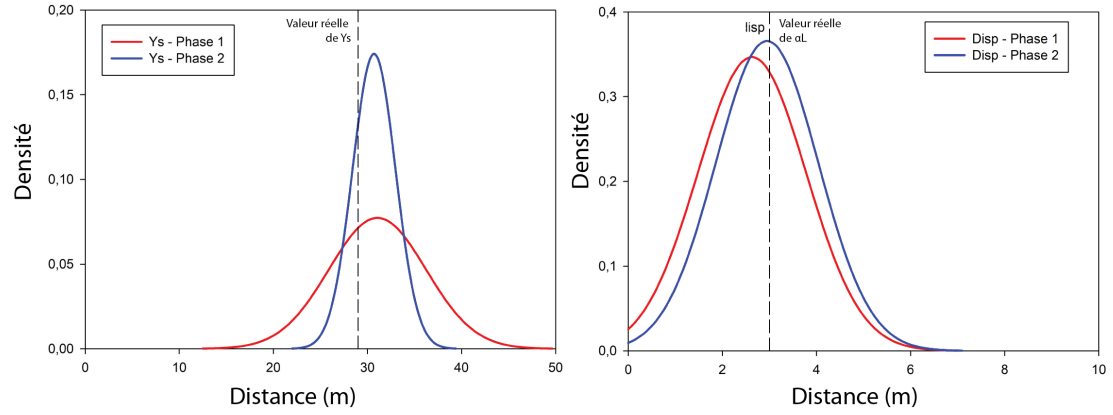 Ys - Phase 1
Ys - Phase 2
Valeur réelle
de Ys
0,20
0,15
0,10
0,05
0,00
Densité
0
10
20
30
40
50
Distance (m)
lisp
Valeur réelle
de αL
Disp - Phase 1
Disp - Phase 2
0,4
0,3
0,2
0,1
0,0
Densité
0
2
4
6
8
10
Distance (m)